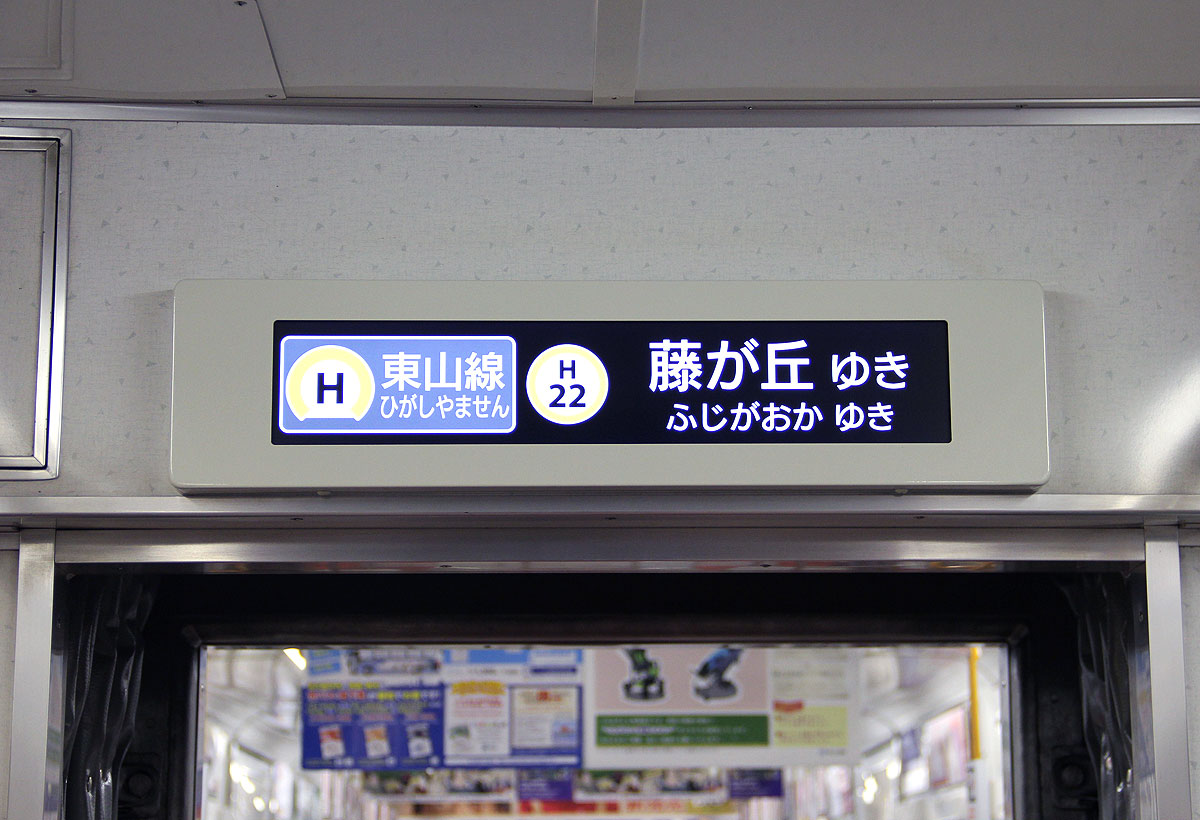 H
東山線
ひがしやません
H
22
藤が丘 ゆき
ふじがおか ゆき